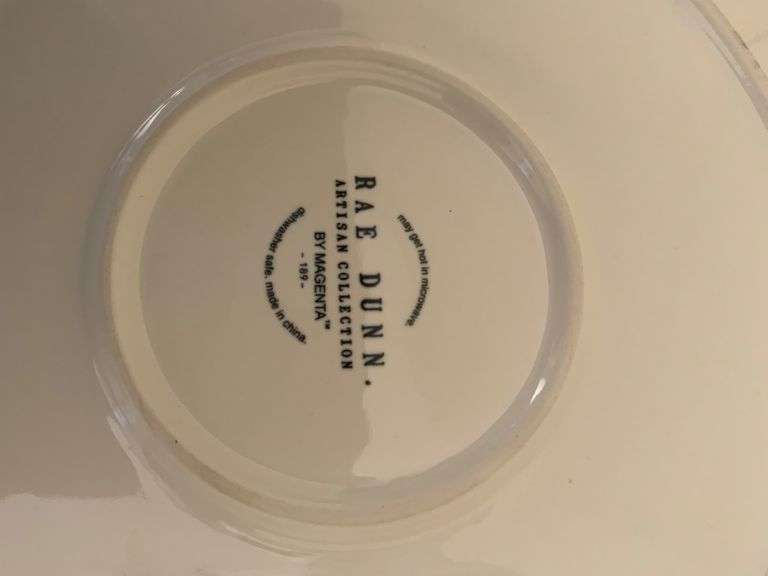 may get hot in microwave.
RAE DUNN.
ARTISAN COLLECTION
BY MAGENTA™
- 189 -
dishwasher safe. made in china.